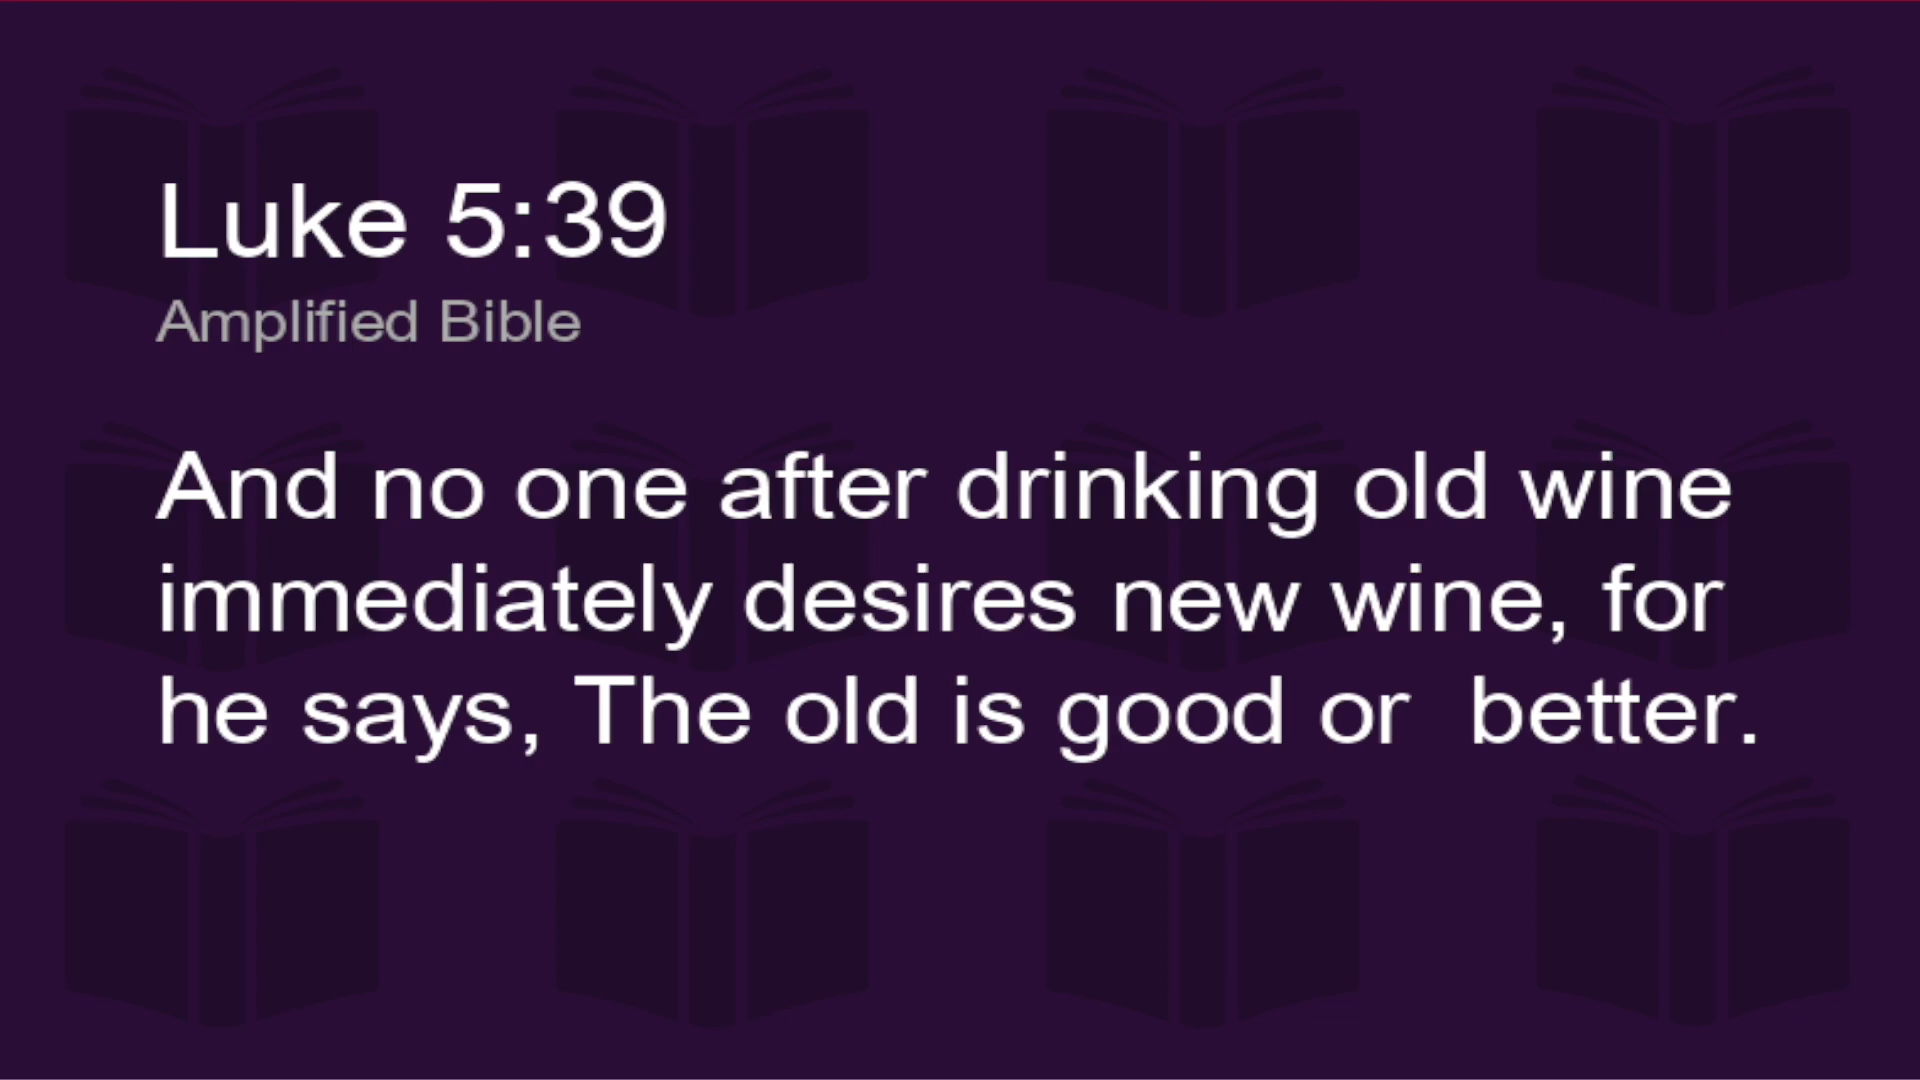 Luke 5:39
Amplified Bible
And no one after drinking old wine
immediately desires new wine, for
he says, The old is good or  better.